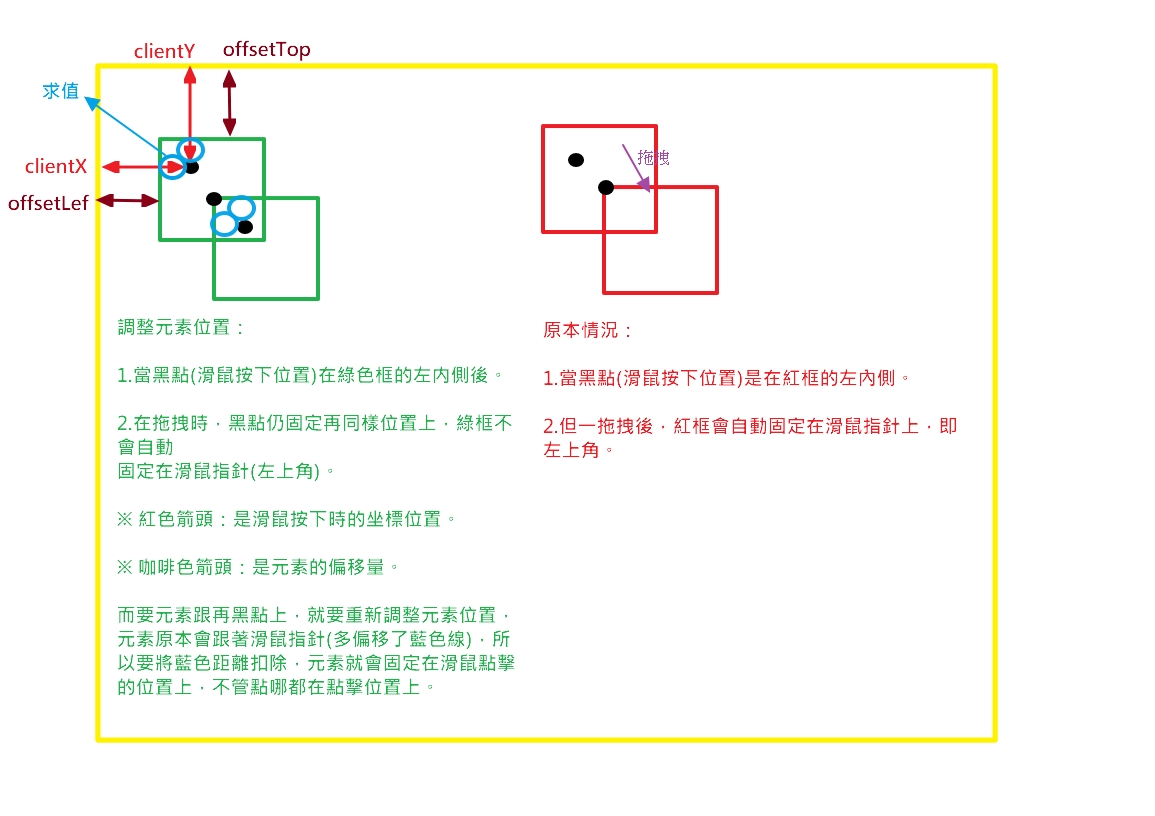 clientY
offsetTop
求值
clientX
offsetLef
拖拽
調整元素位置：
1.當黑點(滑鼠按下位置)在綠色框的左內側後。
2.在拖拽時，黑點仍固定再同樣位置上，綠框不
會自動
固定在滑鼠指針(左上角)。
※ 紅色箭頭：是滑鼠按下時的坐標位置。
※ 咖啡色箭頭：是元素的偏移量。
而要元素跟再黑點上，就要重新調整元素位置，
元素原本會跟著滑鼠指針(多偏移了藍色線)，所
以要將藍色距離扣除，元素就會固定在滑鼠點擊
的位置上，不管點哪都在點擊位置上。
原本情況：
1.當黑點(滑鼠按下位置)是在紅框的左內側。
2.但一拖拽後，紅框會自動固定在滑鼠指針上，即
左上角。